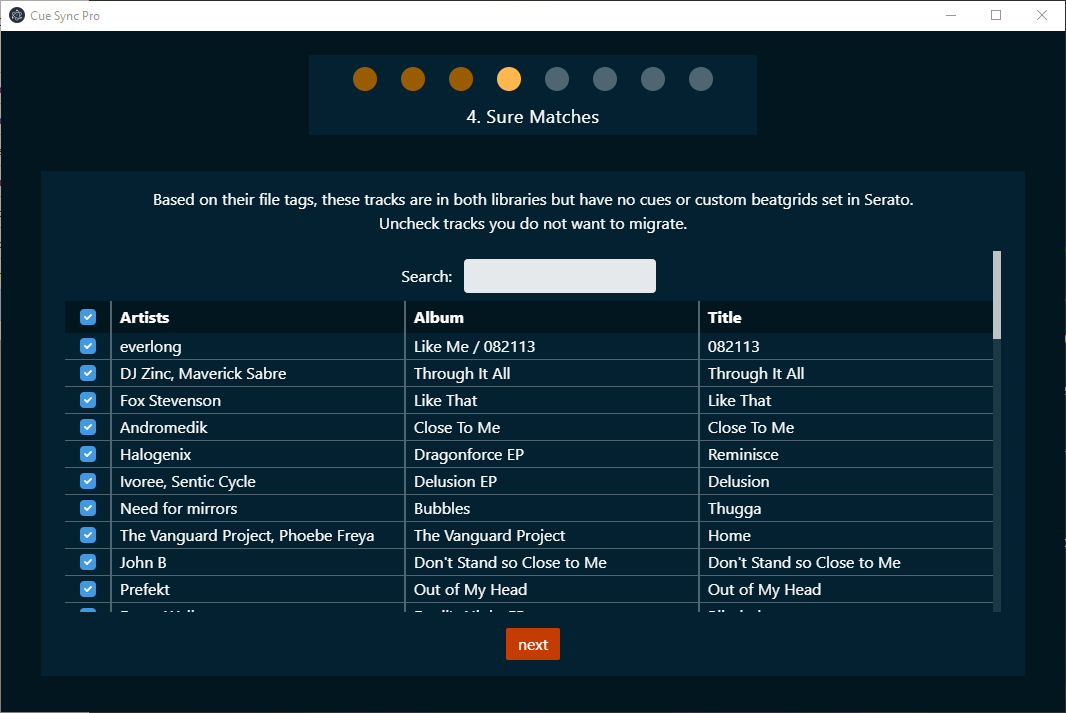 Cue Sync Pro
4. Sure Matches
Based on their file tags, these tracks are in both libraries but have no cues or custom beatgrids set in Serato.
Uncheck tracks you do not want to migrate.
Search:
Artists Album Title
everlong Like Me / 082113 082113
DJ Zinc, Maverick Sabre Through It All Through It All
Fox Stevenson Like That Like That
Andromedik Close To Me Close To Me
Halogenix Dragonforce EP Reminisce
Ivoree, Sentic Cycle Delusion EP Delusion
Need for mirrors Bubbles Thugga
The Vanguard Project, Phoebe Freya The Vanguard Project Home
John B Don't Stand so Close to Me Don't Stand so Close to Me
Prefekt Out of My Head Out of My Head
next